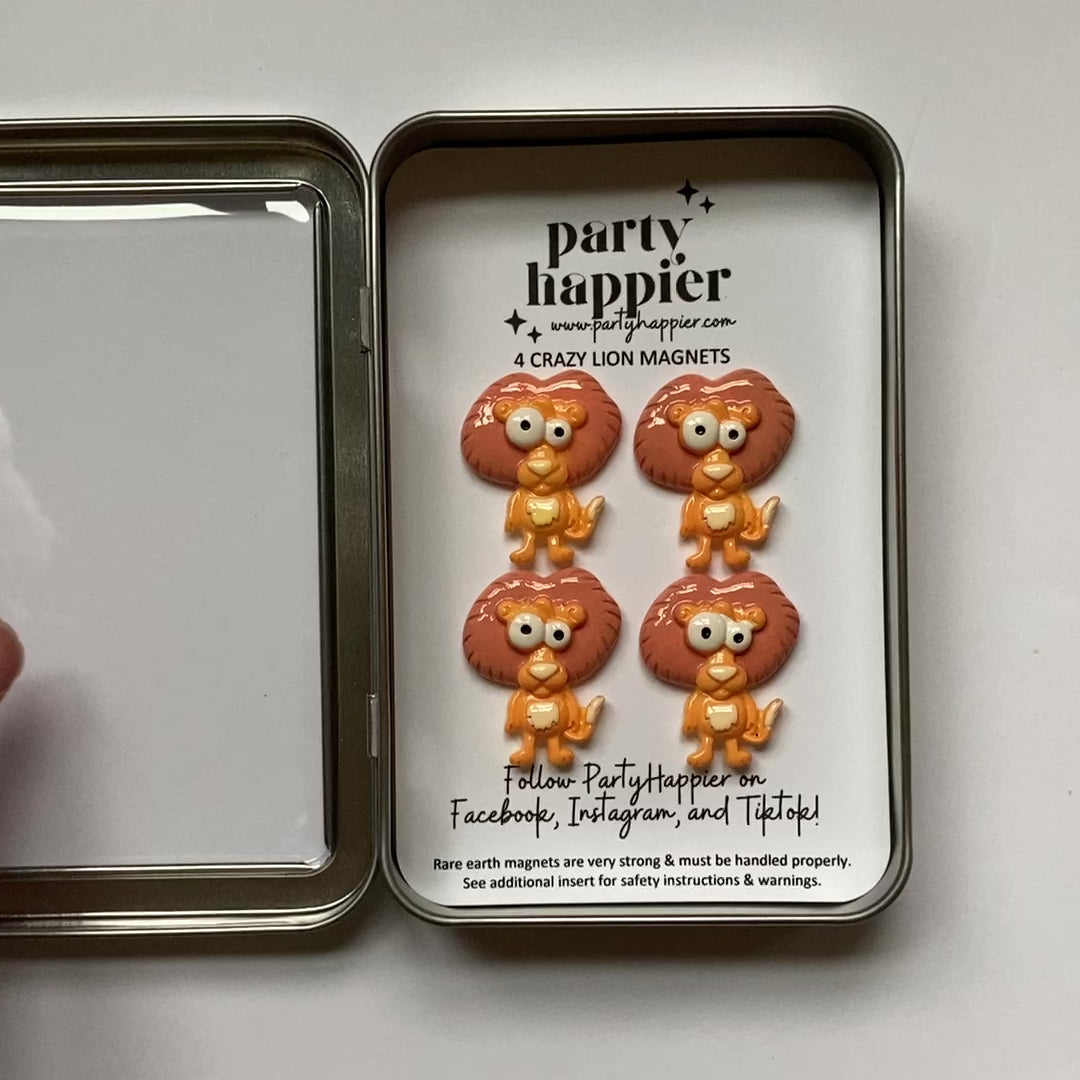 party
happier
www.partyhappier.com
4 CRAZY LION MAGNETS
Follow PartyHappier on
Facebook, Instagram, and Tiktok!
Rare earth magnets are very strong & must be handled properly.
See additional insert for safety instructions & warnings.